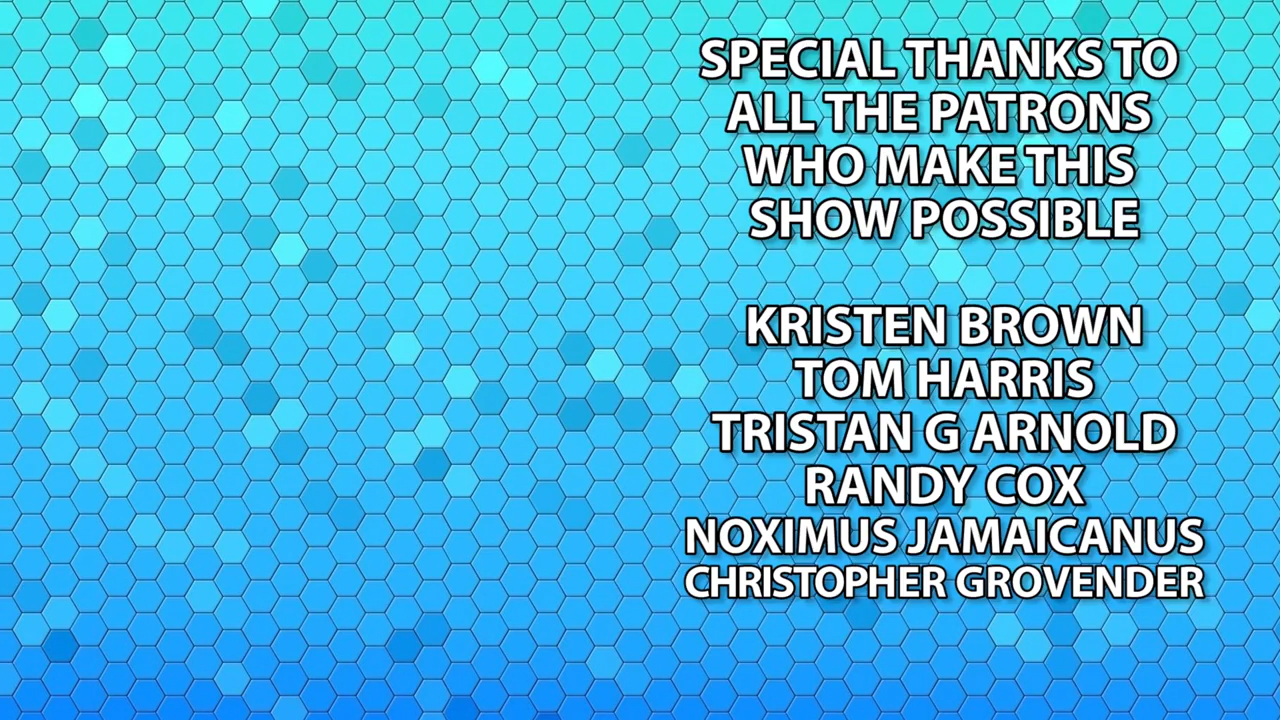 SPECIAL THANKS TO
ALL THE PATRONS
WHO MAKE THIS
SHOW POSSIBLE
KRISTEN BROWN
TOM HARRIS
TRISTAN G ARNOLD
RANDY COX
NOXIMUS JAMAICANUS
CHRISTOPHER GROVENDER